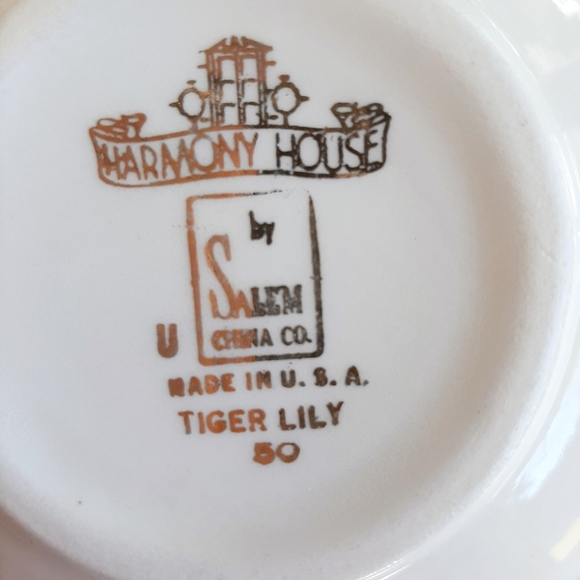 HARMONY HOUSE
by
SALEM
CHINA CO.
U
MADE IN U. S. A.
TIGER LILY
50